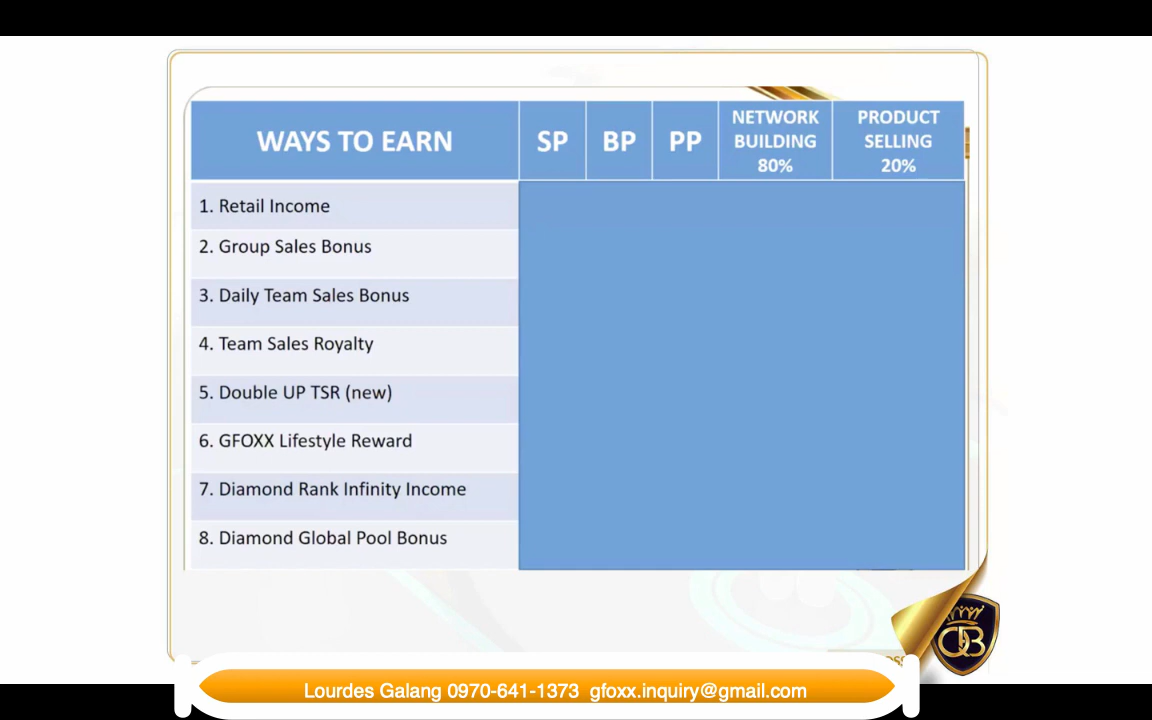 WAYS TO EARN
SP
BP
PP
NETWORK
BUILDING
80%
PRODUCT
SELLING
20%
1. Retail Income
2. Group Sales Bonus
3. Daily Team Sales Bonus
4. Team Sales Royalty
5. Double UP TSR (new)
6. GFOXX Lifestyle Reward
7. Diamond Rank Infinity Income
8. Diamond Global Pool Bonus
Lourdes Galang 0970-641-1373 gfoxx.inquiry@gmail.com